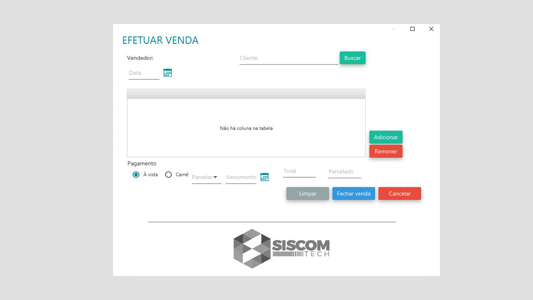 EFETUAR VENDA
Vendedor:
Cliente
Buscar
Data
Não há coluna na tabela
Adicionar
Remover
Pagamento
À vista
Carnê
Parcelas
Vencimento
Total
Parcelado
Limpar
Fechar venda
Cancelar
SISCOM
TECH